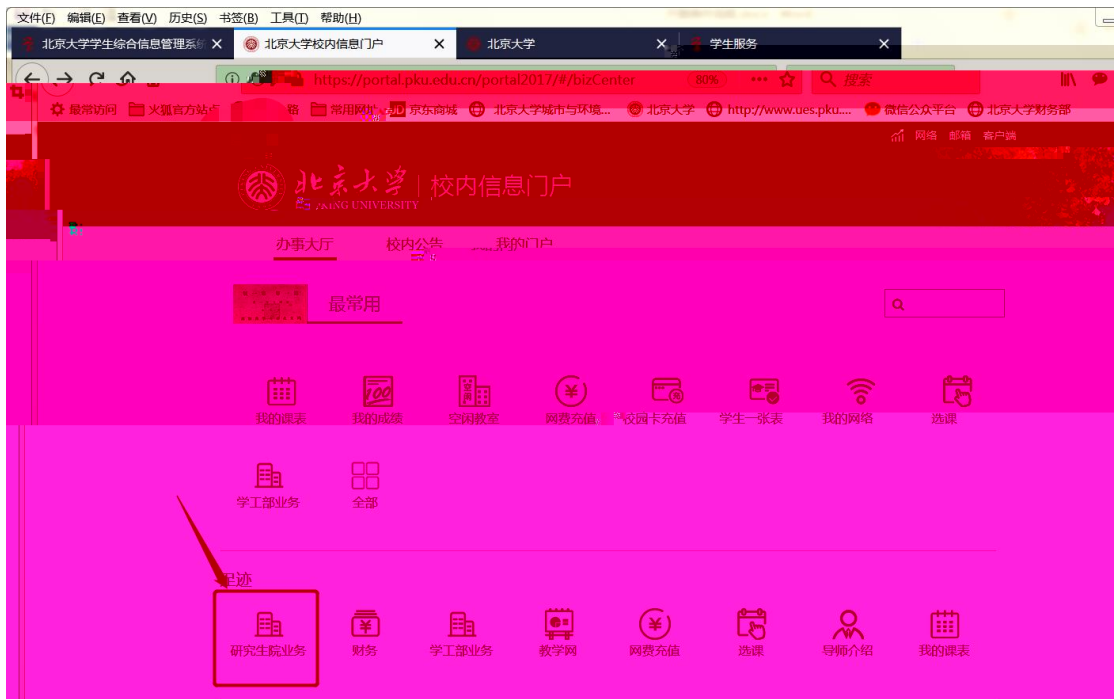 文件(F) 编辑(E) 查看(V) 历史(S) 书签(B) 工具(T) 帮助(H)
北京大学学生综合信息管理系统 北京大学校内信息门户 北京大学 学生服务
https://portal.pku.edu.cn/portal2017/#/bizCenter 80% 搜索
最常访问 火狐官方站点 常用网址 JD 京东商城 北京大学城市与环境... 北京大学 http://www.ues.pku.... 微信公众平台 北京大学财务部
网络 邮箱 客户端
北京大学 校内信息门户
UNIVERSITY
办事大厅 校内公告 我的门户
最常用
我的课表 我的成绩 空闲教室 网费充值 校园卡充值 学生一张表 我的网络 选课
学工部业务 全部
足迹
研究生院业务 财务 学工部业务 教学网 网费充值 选课 导师介绍 我的课表